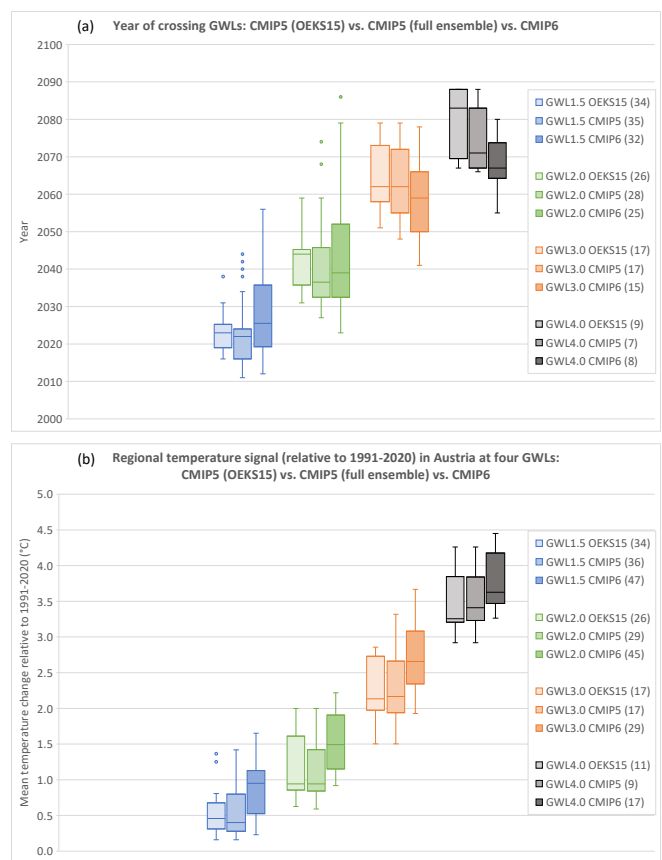 (a) Year of crossing GWLs: CMIP5 (OEKS15) vs. CMIP5 (full ensemble) vs. CMIP6
2100
2090
2080
2070
2060
2050
2040
2030
2020
2010
2000
Year
GWL1.5 OEKS15 (34)
GWL1.5 CMIP5 (35)
GWL1.5 CMIP6 (32)
GWL2.0 OEKS15 (26)
GWL2.0 CMIP5 (28)
GWL2.0 CMIP6 (25)
GWL3.0 OEKS15 (17)
GWL3.0 CMIP5 (17)
GWL3.0 CMIP6 (15)
GWL4.0 OEKS15 (9)
GWL4.0 CMIP5 (7)
GWL4.0 CMIP6 (8)
(b) Regional temperature signal (relative to 1991-2020) in Austria at four GWLs:
CMIP5 (OEKS15) vs. CMIP5 (full ensemble) vs. CMIP6
5.0
4.5
4.0
3.5
3.0
2.5
2.0
1.5
1.0
0.5
0.0
Mean temperature change relative to 1991-2020 (°C)
GWL1.5 OEKS15 (34)
GWL1.5 CMIP5 (36)
GWL1.5 CMIP6 (47)
GWL2.0 OEKS15 (26)
GWL2.0 CMIP5 (29)
GWL2.0 CMIP6 (45)
GWL3.0 OEKS15 (17)
GWL3.0 CMIP5 (17)
GWL3.0 CMIP6 (29)
GWL4.0 OEKS15 (11)
GWL4.0 CMIP5 (9)
GWL4.0 CMIP6 (17)